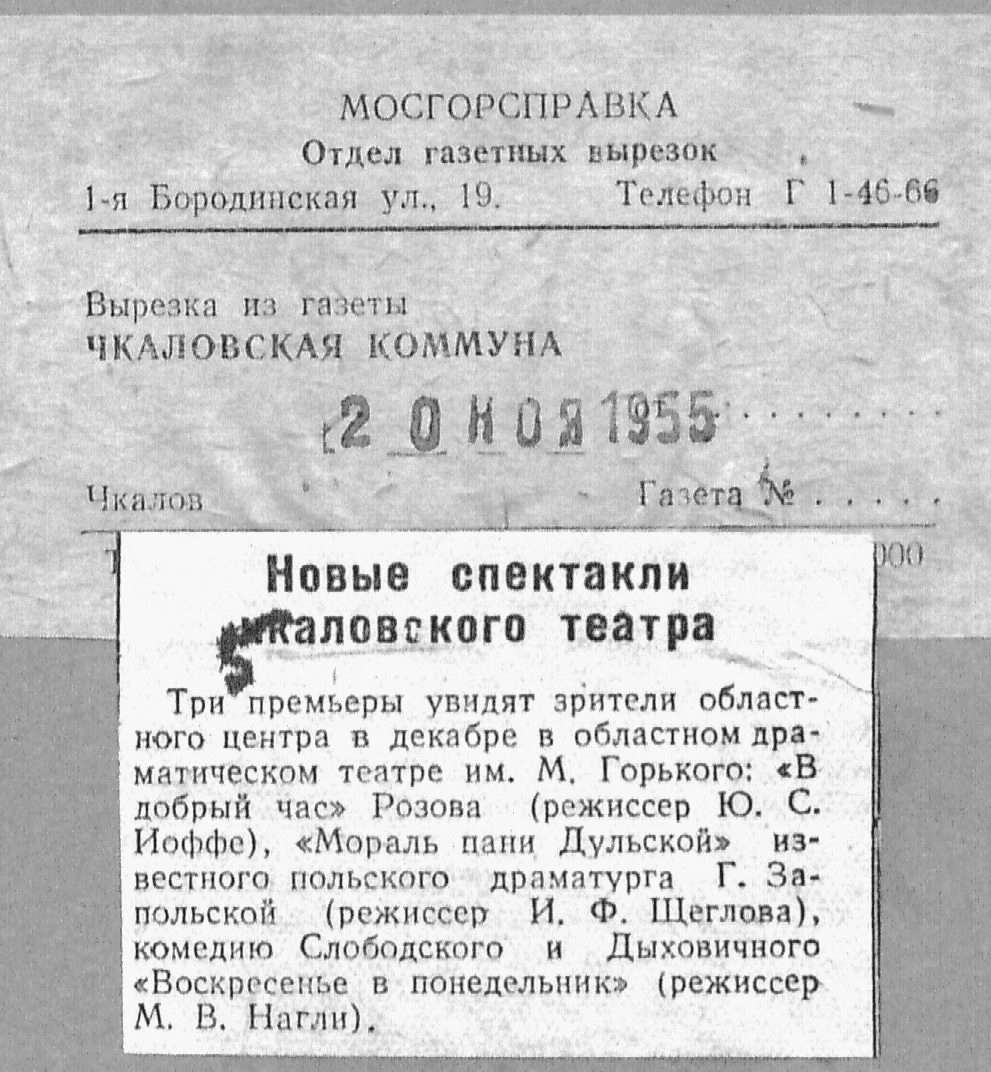 МОСГОРСПРАВКА
Отдел газетных вырезок
1-я Бородинская ул., 19. Телефон Г 1-46-66
Вырезка из газеты
ЧКАЛОВСКАЯ КОММУНА
20 НОЯ 1955 . . . . . . . . .
Чкалов Газета № . . . . .
000
Новые спектакли
чкаловского театра
5
Три премьеры увидят зрители област-
ного центра в декабре в областном дра-
матическом театре им. М. Горького: «В
добрый час» Розова (режиссер Ю. С.
Иоффе), «Мораль пани Дульской» из-
вестного польского драматурга Г. За-
польской (режиссер И. Ф. Щеглова),
комедию Слободского и Дыховичного
«Воскресенье в понедельник» (режиссер
М. В. Нагли).